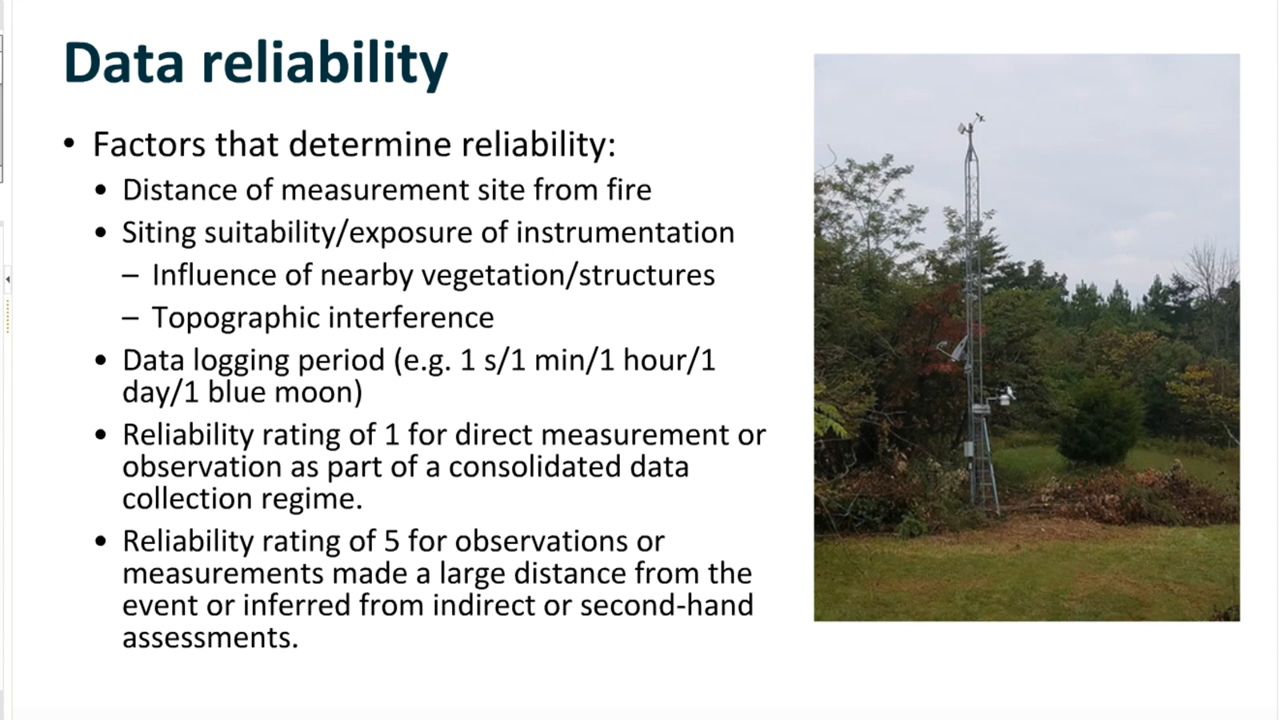 Data reliability
• Factors that determine reliability:
• Distance of measurement site from fire
• Siting suitability/exposure of instrumentation
– Influence of nearby vegetation/structures
– Topographic interference
• Data logging period (e.g. 1 s/1 min/1 hour/1
day/1 blue moon)
• Reliability rating of 1 for direct measurement or
observation as part of a consolidated data
collection regime.
• Reliability rating of 5 for observations or
measurements made a large distance from the
event or inferred from indirect or second-hand
assessments.